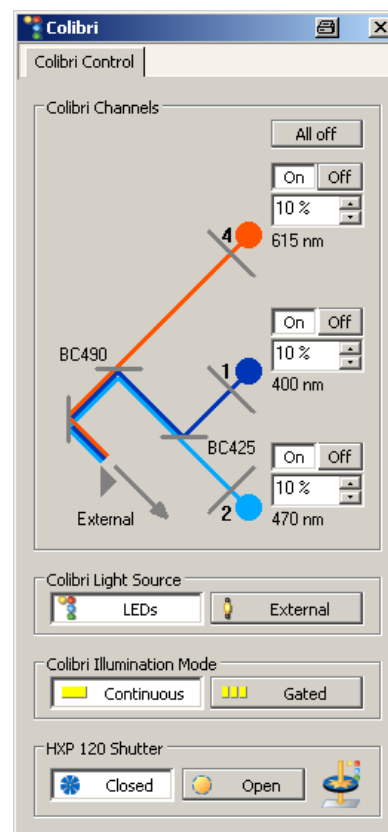 Colibri
Colibri Control
Colibri Channels
All off
On Off
10 %
4
615 nm
On Off
10 %
BC490
1
400 nm
BC425
On Off
10 %
External
2
470 nm
Colibri Light Source
LEDs External
Colibri Illumination Mode
Continuous Gated
HXP 120 Shutter
Closed Open